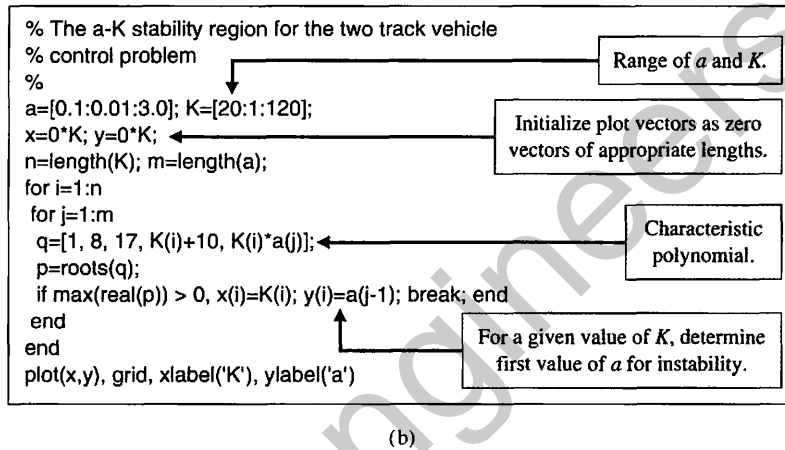 % The a-K stability region for the two track vehicle
% control problem
%
a=[0.1:0.01:3.0]; K=[20:1:120];
x=0*K; y=0*K;
n=length(K); m=length(a);
for i=1:n
for j=1:m
q=[1, 8, 17, K(i)+10, K(i)*a(j)];
p=roots(q);
if max(real(p)) > 0, x(i)=K(i); y(i)=a(j-1); break; end
end
end
plot(x,y), grid, xlabel('K'), ylabel('a')
Range of a and K.
Initialize plot vectors as zero
vectors of appropriate lengths.
Characteristic
polynomial.
For a given value of K, determine
first value of a for instability.
(b)
ngineers